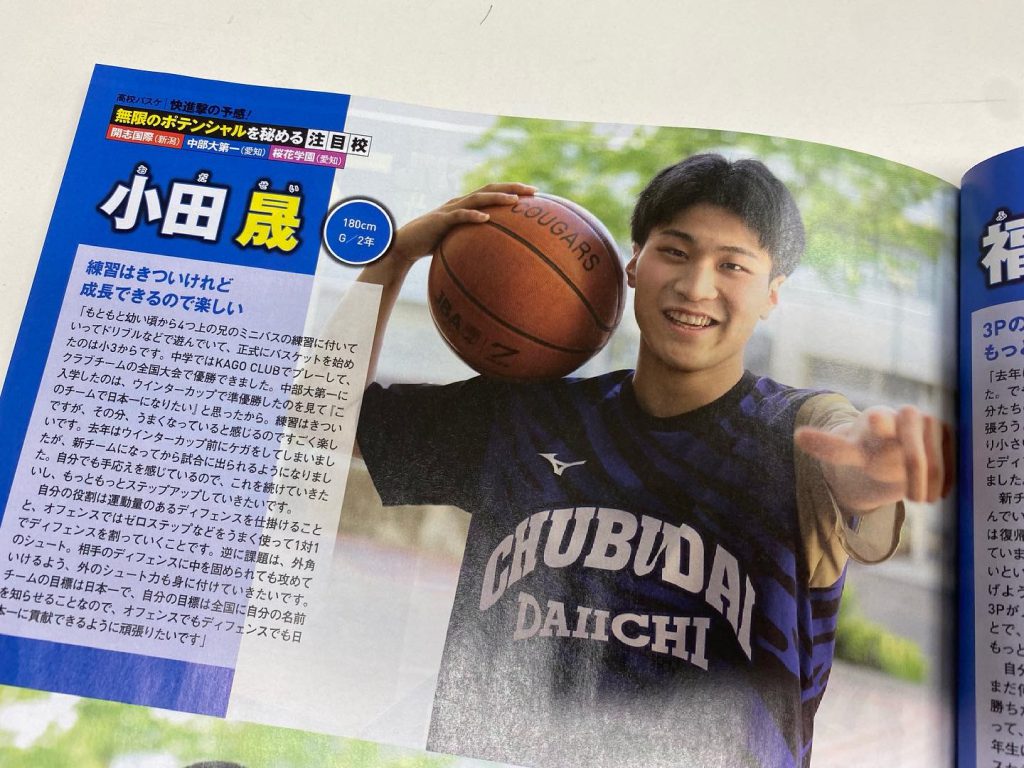 高校バスケ 快進撃の予感!
無限のポテンシャルを秘める注目校
開志国際(新潟) 中部大第一(愛知) 桜花学園(愛知)
おだ せい
小田 晟
180cm
G/2年
練習はきついけれど
成長できるので楽しい
「もともと幼い頃から4つ上の兄のミニバスの練習に付いて
いってドリブルなどで遊んでいて、正式にバスケットを始め
たのは小3からです。中学ではKAGO CLUBでプレーして、
クラブチームの全国大会で優勝できました。中部大第一に
入学したのは、ウインターカップで準優勝したのを見て『こ
のチームで日本一になりたい』と思ったから。練習はきつい
ですが、その分、うまくなっていると感じるのですごく楽し
いです。去年はウインターカップ前にケガをしてしまいまし
たが、新チームになってから試合に出られるようになりまし
た。自分でも手応えを感じているので、これを続けていきた
いし、もっともっとステップアップしていきたいです。
自分の役割は運動量のあるディフェンスを仕掛けること
と、オフェンスではゼロステップなどをうまく使って1対1
でディフェンスを割っていくことです。逆に課題は、外角
のシュート。相手のディフェンスに中を固められても攻めて
いけるよう、外のシュート力も身に付けていきたいです。
チームの目標は日本一で、自分の目標は全国に自分の名前
を知らせることなので、オフェンスでもディフェンスでも日
本一に貢献できるように頑張りたいです」
COUGARS
JBA
7
CHUBUDAI
DAIICHI
福
3Pの
もっと
「去年
た。で
分たち
張ろう
り小さ
とディ
ました
新チ
んでい
は復帰
ていま
いとい
げよう
3Pが
とで、
もっと
自分
まだ
勝ちた
って、
年生